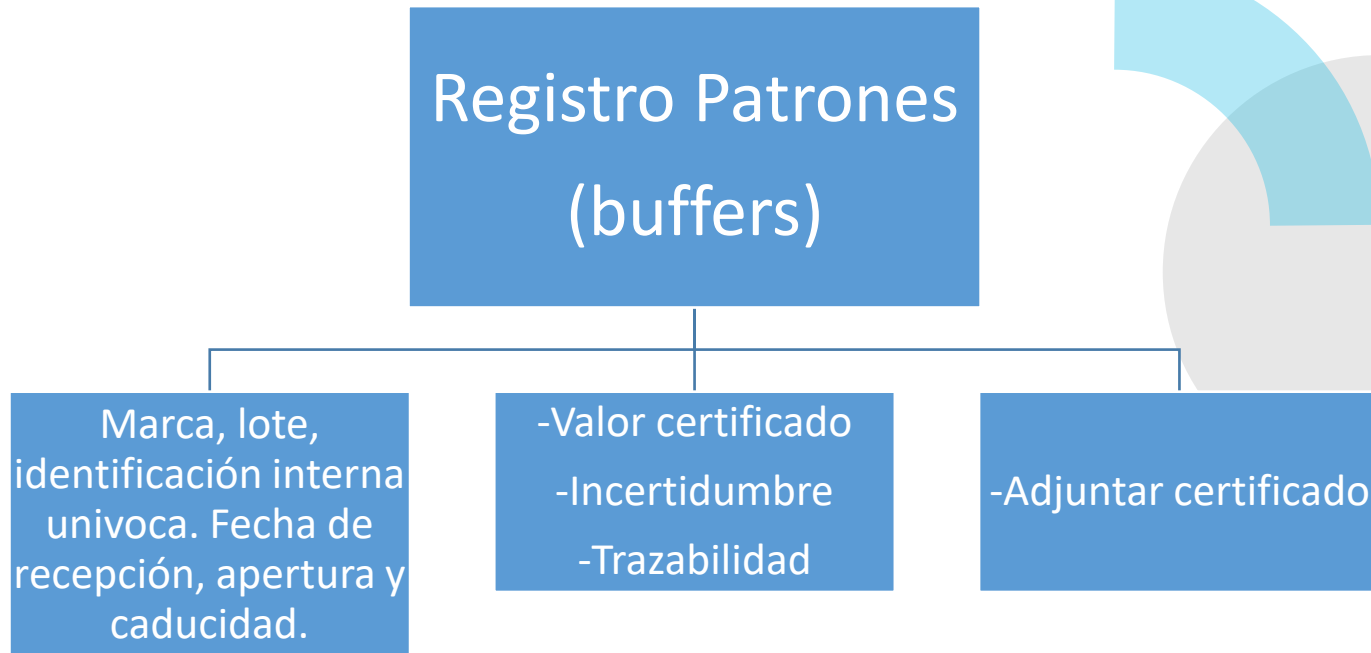 Registro Patrones
(buffers)
Marca, lote,
identificación interna
univoca. Fecha de
recepción, apertura y
caducidad.
-Valor certificado
-Incertidumbre
-Trazabilidad
-Adjuntar certificado